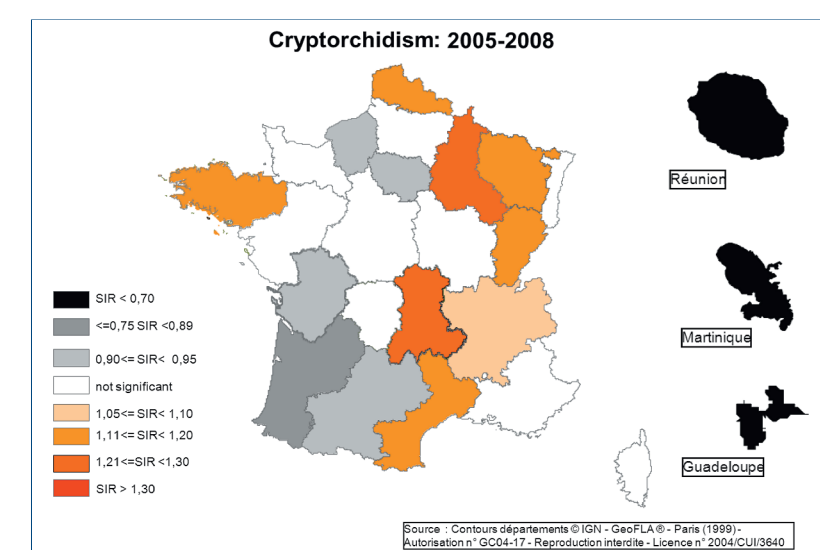 Cryptorchidism: 2005-2008
Réunion
Martinique
Guadeloupe
SIR < 0,70
<=0,75 SIR <0,89
0,90<= SIR< 0,95
not significant
1,05<= SIR< 1,10
1,11<= SIR< 1,20
1,21<=SIR <1,30
SIR > 1,30
Source : Contours départements © IGN - GeoFLA ® - Paris (1999) -
Autorisation n° GC04-17 - Reproduction interdite - Licence n° 2004/CUI/3640